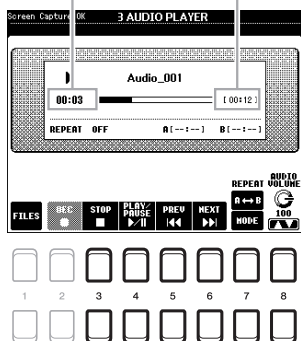 Screen Capture OK
3 AUDIO PLAYER
Audio_001
00:03
[ 00:12 ]
REPEAT OFF A[--:--] B[--:--]
REPEAT AUDIO VOLUME
FILES REC STOP PLAY/PAUSE PREV NEXT A↔B MODE 100
1 2 3 4 5 6 7 8